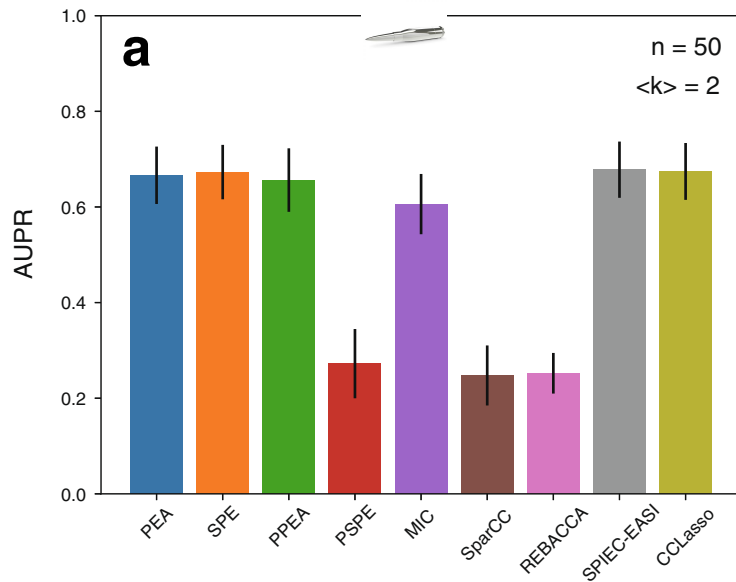 a
n = 50
<k> = 2
AUPR
1.0
0.8
0.6
0.4
0.2
0.0
PEA
SPE
PPEA
PSPE
MIC
SparCC
REBACCA
SPIEC-EASI
CCLasso